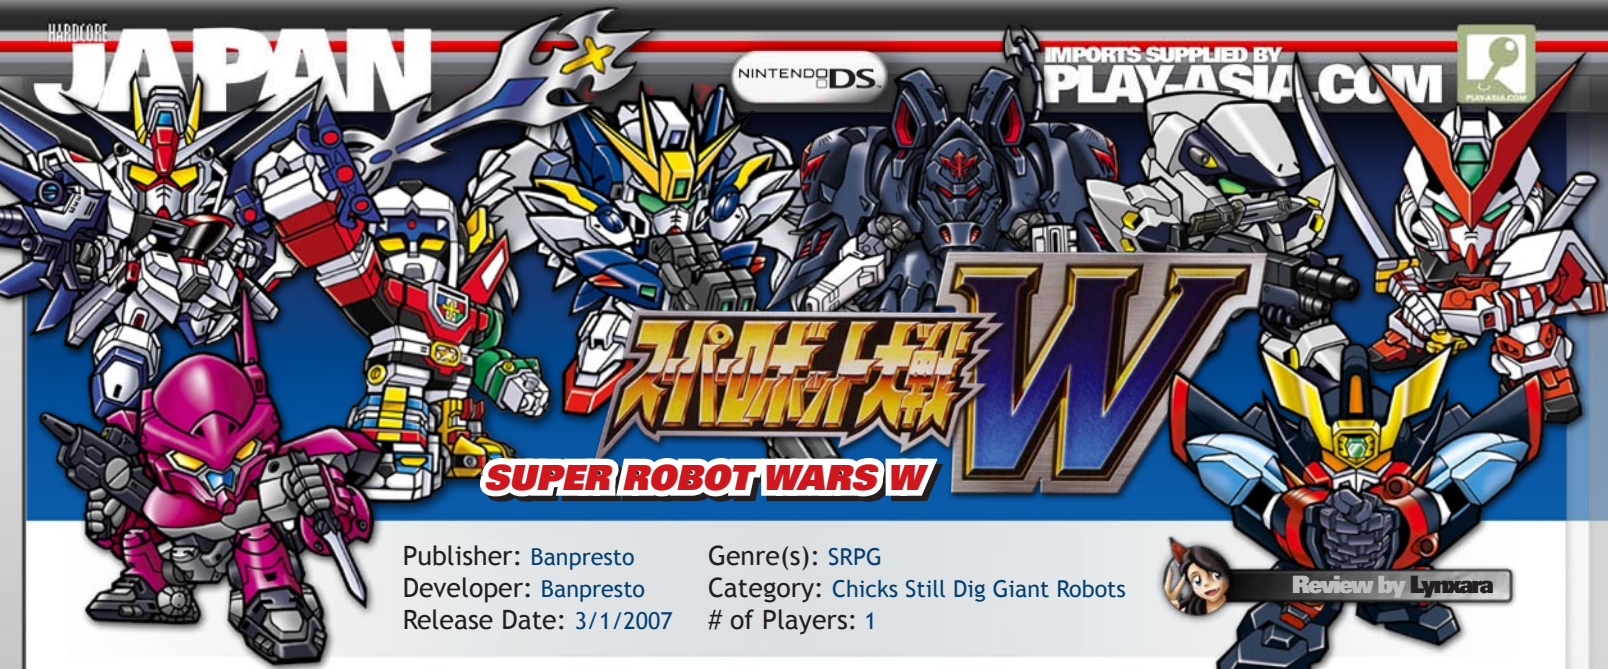 HARDCORE
JAPAN
NINTENDO DS
IMPORTS SUPPLIED BY
PLAY-ASIA.COM
PLAY-ASIA.COM
スーパーロボット大戦 W
SUPER ROBOT WARS W
Publisher: Banpresto
Developer: Banpresto
Release Date: 3/1/2007
Genre(s): SRPG
Category: Chicks Still Dig Giant Robots
# of Players: 1
Review by Lynxara